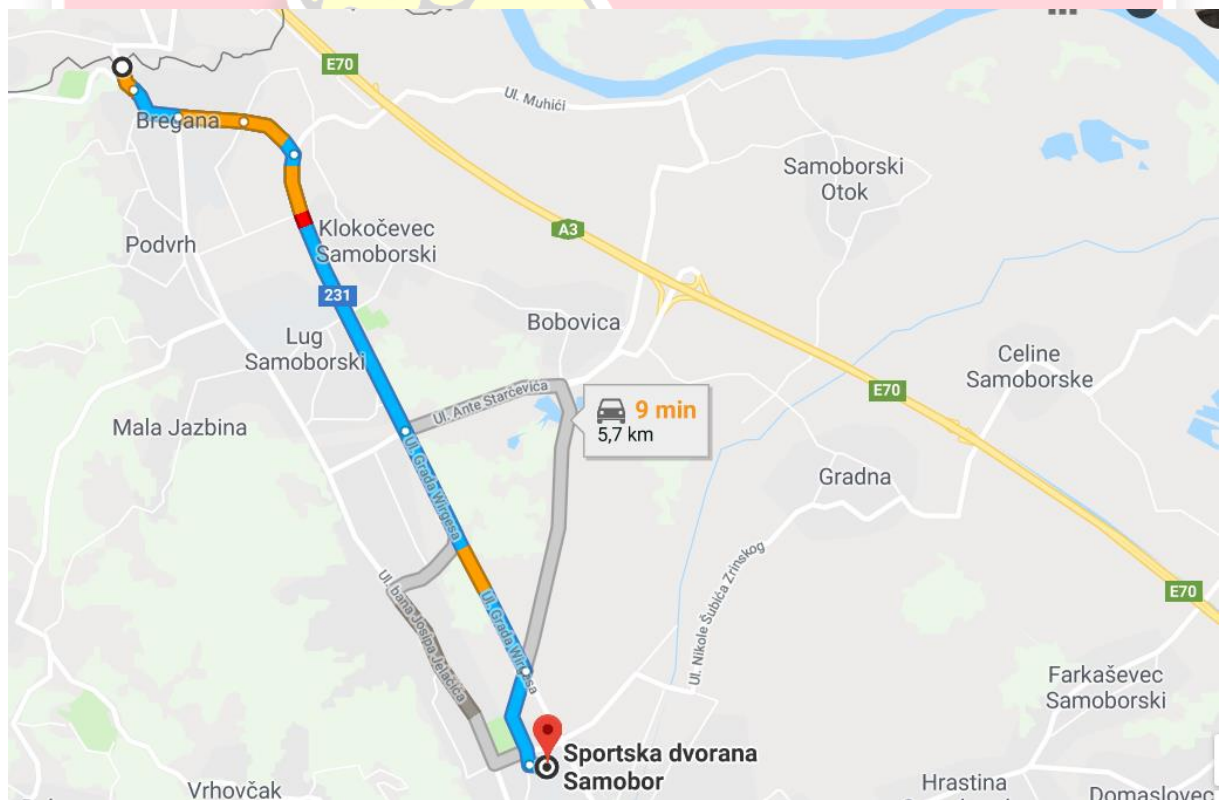 E70
Ul. Muhići
Bregana
Samoborski
Otok
A3
Klokočevec
Samoborski
Podvrh
231
Bobovica
Lug
Samoborski
Celine
Samoborske
E70
Ul. Ante Starčevića
9 min
5,7 km
Mala Jazbina
Ul. Grada Wirgesa
Gradna
Ul. Nikole Šubića Zrinskog
E70
Ul. bana Josipa Jelačića
Ul. Grada Wirgesa
Farkaševec
Samoborski
Sportska dvorana
Samobor
Vrhovčak
Hrastina
Domaslovec